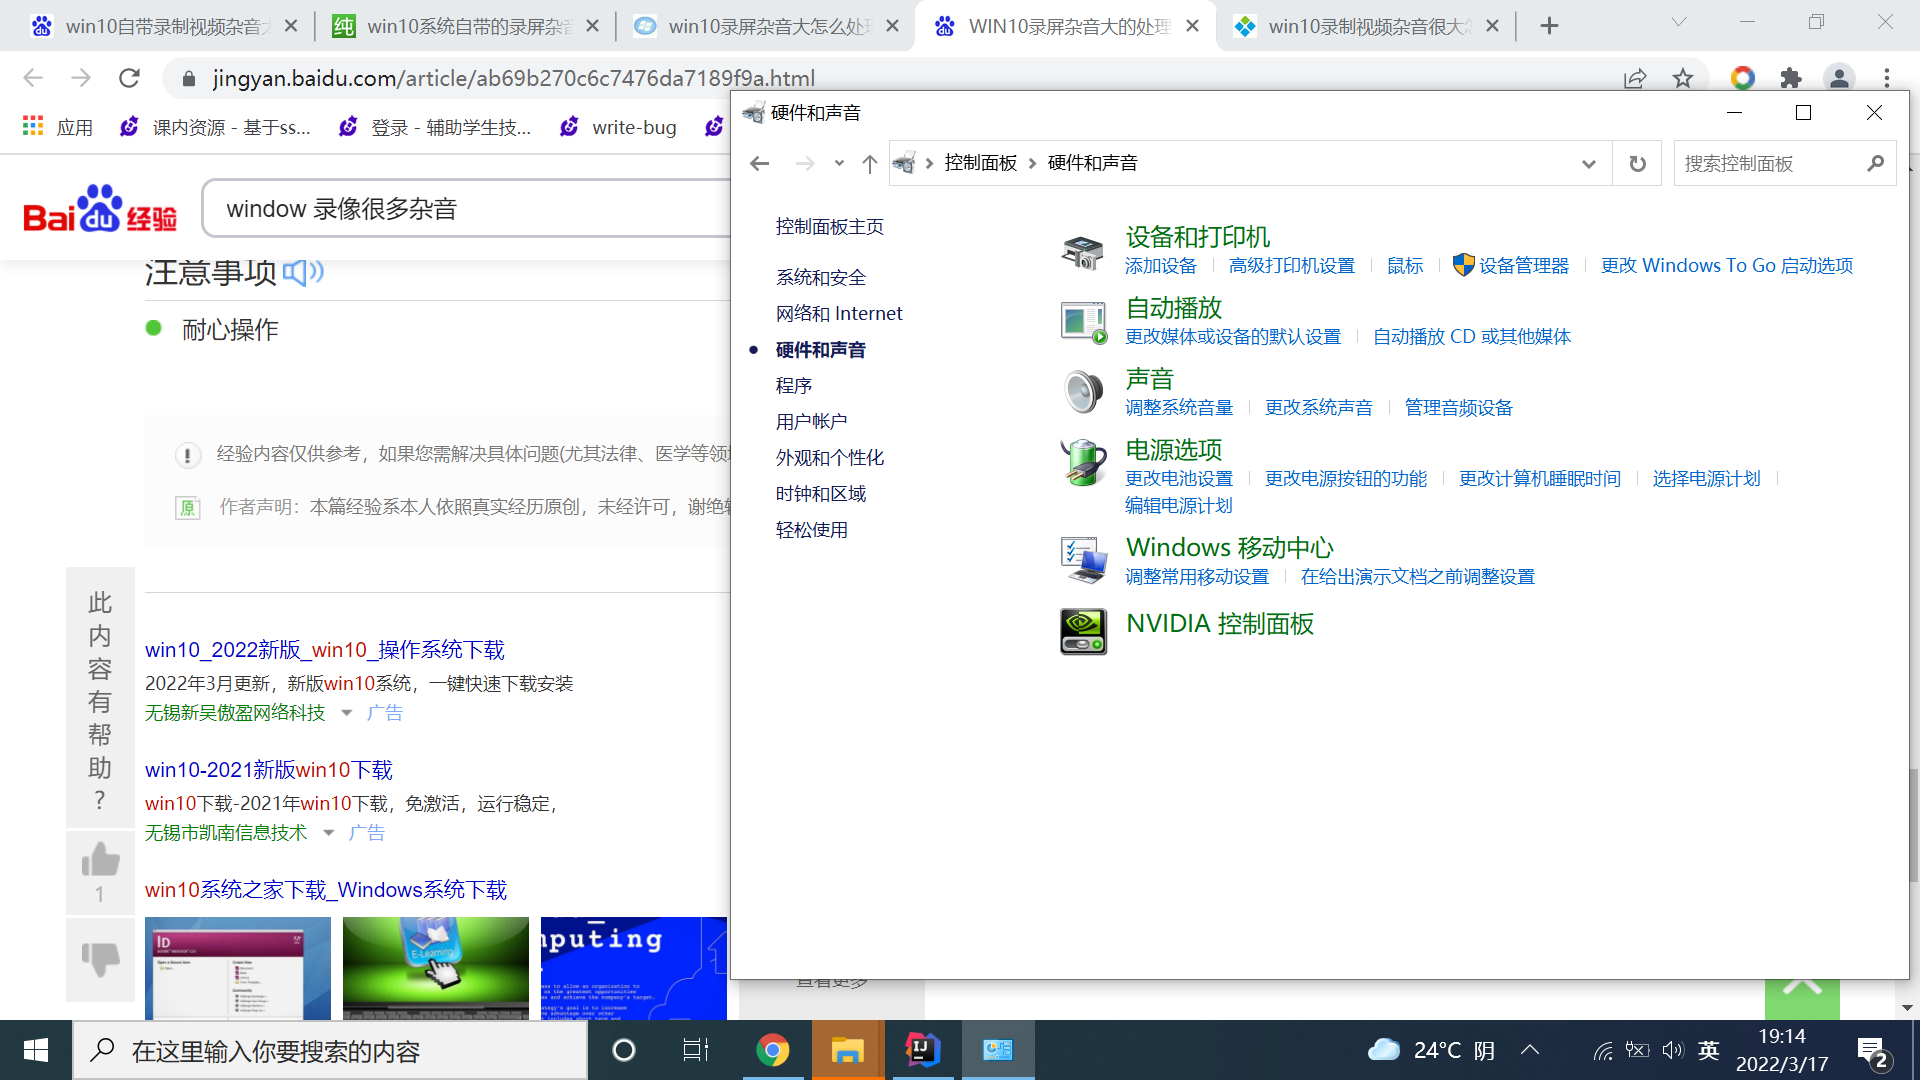 win10自带录制视频杂音大
win10系统自带的录屏杂音
win10录屏杂音大怎么处理
WIN10录屏杂音大的处理
win10录制视频杂音很大怎
jingyan.baidu.com/article/ab69b270c6c7476da7189f9a.html
应用
课内资源 - 基于ss...
登录 - 辅助学生技...
write-bug
Baidu经验
window 录像很多杂音
注意事项
耐心操作
经验内容仅供参考，如果您需解决具体问题(尤其法律、医学等领域
原
作者声明：本篇经验系本人依照真实经历原创，未经许可，谢绝转
此内容有帮助?
1
win10_2022新版_win10_操作系统下载
2022年3月更新，新版win10系统，一键快速下载安装
无锡新吴傲盈网络科技
广告
win10-2021新版win10下载
win10下载-2021年win10下载，免激活，运行稳定，
无锡市凯南信息技术
广告
win10系统之家下载_Windows系统下载
ID
E-Learning
mputing
查看更多
硬件和声音
控制面板
硬件和声音
搜索控制面板
控制面板主页
系统和安全
网络和 Internet
硬件和声音
程序
用户帐户
外观和个性化
时钟和区域
轻松使用
设备和打印机
添加设备
高级打印机设置
鼠标
设备管理器
更改 Windows To Go 启动选项
自动播放
更改媒体或设备的默认设置
自动播放 CD 或其他媒体
声音
调整系统音量
更改系统声音
管理音频设备
电源选项
更改电池设置
更改电源按钮的功能
更改计算机睡眠时间
选择电源计划
编辑电源计划
Windows 移动中心
调整常用移动设置
在给出演示文档之前调整设置
NVIDIA 控制面板
在这里输入你要搜索的内容
IJ
24°C 阴
英
19:14
2022/3/17
2